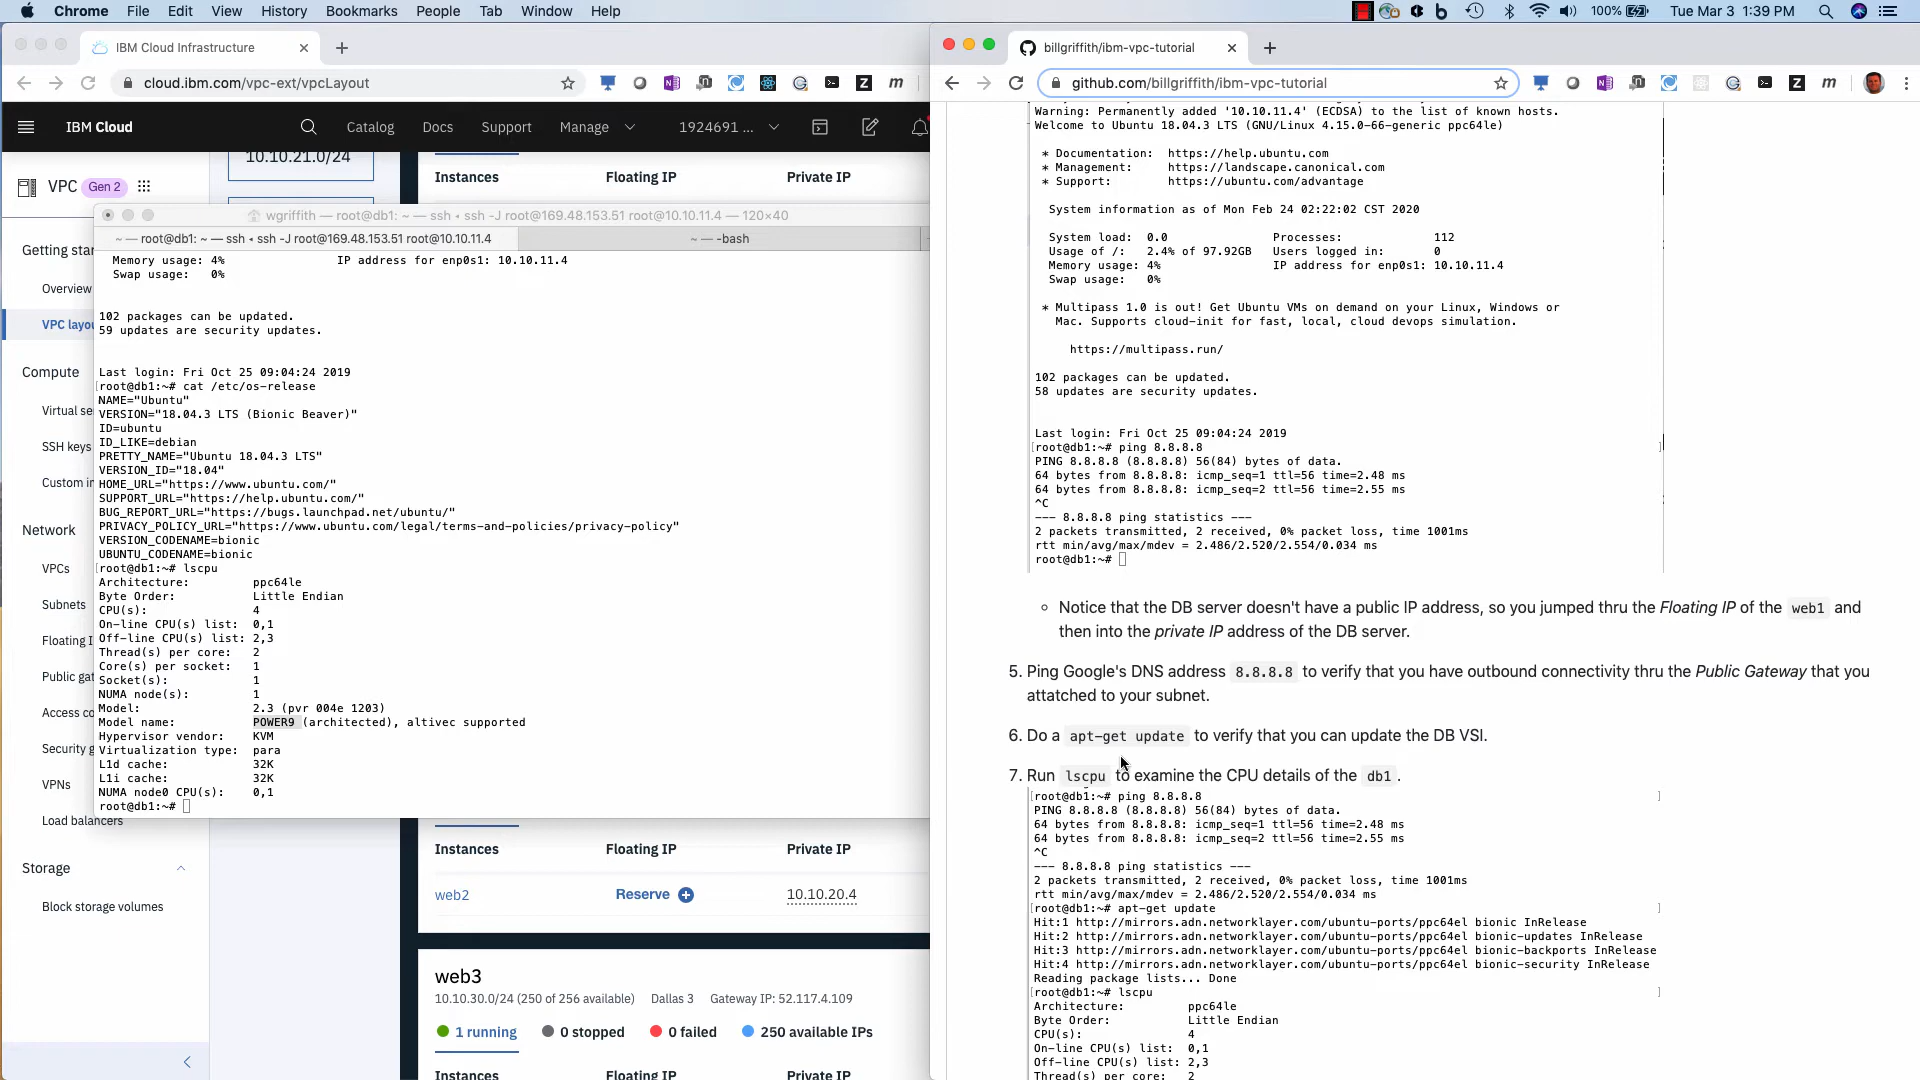 Chrome File Edit View History Bookmarks People Tab Window Help
100% Tue Mar 3 1:39 PM
IBM Cloud Infrastructure
cloud.ibm.com/vpc-ext/vpcLayout
IBM Cloud Catalog Docs Support Manage 1924691 ...
VPC Gen 2
Getting star
Overview
VPC layou
Compute
Virtual se
SSH keys
Custom in
Network
VPCs
Subnets
Floating I
Public gat
Access co
Security g
VPNs
Load balancers
Storage
Block storage volumes
10.10.21.0/24
Instances Floating IP Private IP
wgriffith — root@db1: ~ — ssh ◂ ssh -J root@169.48.153.51 root@10.10.11.4 — 120×40
~ — root@db1: ~ — ssh ◂ ssh -J root@169.48.153.51 root@10.10.11.4
~ — -bash
Memory usage: 4% IP address for enp0s1: 10.10.11.4
Swap usage: 0%
102 packages can be updated.
59 updates are security updates.
Last login: Fri Oct 25 09:04:24 2019
[root@db1:~# cat /etc/os-release
NAME="Ubuntu"
VERSION="18.04.3 LTS (Bionic Beaver)"
ID=ubuntu
ID_LIKE=debian
PRETTY_NAME="Ubuntu 18.04.3 LTS"
VERSION_ID="18.04"
HOME_URL="https://www.ubuntu.com/"
SUPPORT_URL="https://help.ubuntu.com/"
BUG_REPORT_URL="https://bugs.launchpad.net/ubuntu/"
PRIVACY_POLICY_URL="https://www.ubuntu.com/legal/terms-and-policies/privacy-policy"
VERSION_CODENAME=bionic
UBUNTU_CODENAME=bionic
[root@db1:~# lscpu
Architecture: ppc64le
Byte Order: Little Endian
CPU(s): 4
On-line CPU(s) list: 0,1
Off-line CPU(s) list: 2,3
Thread(s) per core: 2
Core(s) per socket: 1
Socket(s): 1
NUMA node(s): 1
Model: 2.3 (pvr 004e 1203)
Model name: POWER9 (architected), altivec supported
Hypervisor vendor: KVM
Virtualization type: para
L1d cache: 32K
L1i cache: 32K
NUMA node0 CPU(s): 0,1
root@db1:~#
Instances Floating IP Private IP
web2 Reserve 10.10.20.4
web3
10.10.30.0/24 (250 of 256 available) Dallas 3 Gateway IP: 52.117.4.109
1 running 0 stopped 0 failed 250 available IPs
Instances Floating IP Private IP
billgriffith/ibm-vpc-tutorial
github.com/billgriffith/ibm-vpc-tutorial
Warning: Permanently added '10.10.11.4' (ECDSA) to the list of known hosts.
Welcome to Ubuntu 18.04.3 LTS (GNU/Linux 4.15.0-66-generic ppc64le)
* Documentation: https://help.ubuntu.com
* Management: https://landscape.canonical.com
* Support: https://ubuntu.com/advantage
System information as of Mon Feb 24 02:22:02 CST 2020
System load: 0.0 Processes: 112
Usage of /: 2.4% of 97.92GB Users logged in: 0
Memory usage: 4% IP address for enp0s1: 10.10.11.4
Swap usage: 0%
* Multipass 1.0 is out! Get Ubuntu VMs on demand on your Linux, Windows or
Mac. Supports cloud-init for fast, local, cloud devops simulation.
https://multipass.run/
102 packages can be updated.
58 updates are security updates.
Last login: Fri Oct 25 09:04:24 2019
[root@db1:~# ping 8.8.8.8 ]
PING 8.8.8.8 (8.8.8.8) 56(84) bytes of data.
64 bytes from 8.8.8.8: icmp_seq=1 ttl=56 time=2.48 ms
64 bytes from 8.8.8.8: icmp_seq=2 ttl=56 time=2.55 ms
^C
--- 8.8.8.8 ping statistics ---
2 packets transmitted, 2 received, 0% packet loss, time 1001ms
rtt min/avg/max/mdev = 2.486/2.520/2.554/0.034 ms
root@db1:~#
Notice that the DB server doesn't have a public IP address, so you jumped thru the Floating IP of the web1 and
then into the private IP address of the DB server.
5. Ping Google's DNS address 8.8.8.8 to verify that you have outbound connectivity thru the Public Gateway that you
attatched to your subnet.
6. Do a apt-get update to verify that you can update the DB VSI.
7. Run lscpu to examine the CPU details of the db1.
[root@db1:~# ping 8.8.8.8 ]
PING 8.8.8.8 (8.8.8.8) 56(84) bytes of data.
64 bytes from 8.8.8.8: icmp_seq=1 ttl=56 time=2.48 ms
64 bytes from 8.8.8.8: icmp_seq=2 ttl=56 time=2.55 ms
^C
--- 8.8.8.8 ping statistics ---
2 packets transmitted, 2 received, 0% packet loss, time 1001ms
rtt min/avg/max/mdev = 2.486/2.520/2.554/0.034 ms
[root@db1:~# apt-get update ]
Hit:1 http://mirrors.adn.networklayer.com/ubuntu-ports/ppc64el bionic InRelease
Hit:2 http://mirrors.adn.networklayer.com/ubuntu-ports/ppc64el bionic-updates InRelease
Hit:3 http://mirrors.adn.networklayer.com/ubuntu-ports/ppc64el bionic-backports InRelease
Hit:4 http://mirrors.adn.networklayer.com/ubuntu-ports/ppc64el bionic-security InRelease
Reading package lists... Done
[root@db1:~# lscpu ]
Architecture: ppc64le
Byte Order: Little Endian
CPU(s): 4
On-line CPU(s) list: 0,1
Off-line CPU(s) list: 2,3
Thread(s) per core: 2